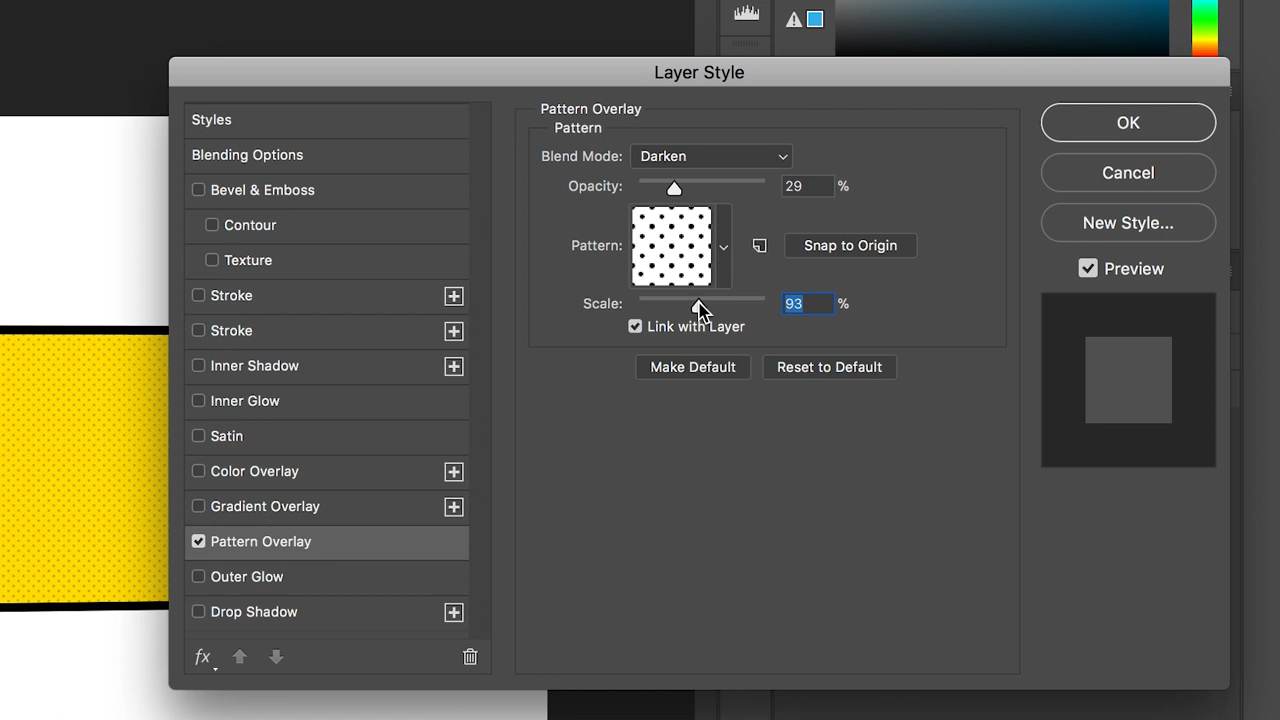 Layer Style
Styles
Blending Options
Bevel & Emboss
Contour
Texture
Stroke
Stroke
Inner Shadow
Inner Glow
Satin
Color Overlay
Gradient Overlay
Pattern Overlay
Outer Glow
Drop Shadow
fx
Pattern Overlay
Pattern
Blend Mode: Darken
Opacity: 29 %
Pattern: Snap to Origin
Scale: 93 %
Link with Layer
Make Default Reset to Default
OK
Cancel
New Style...
Preview